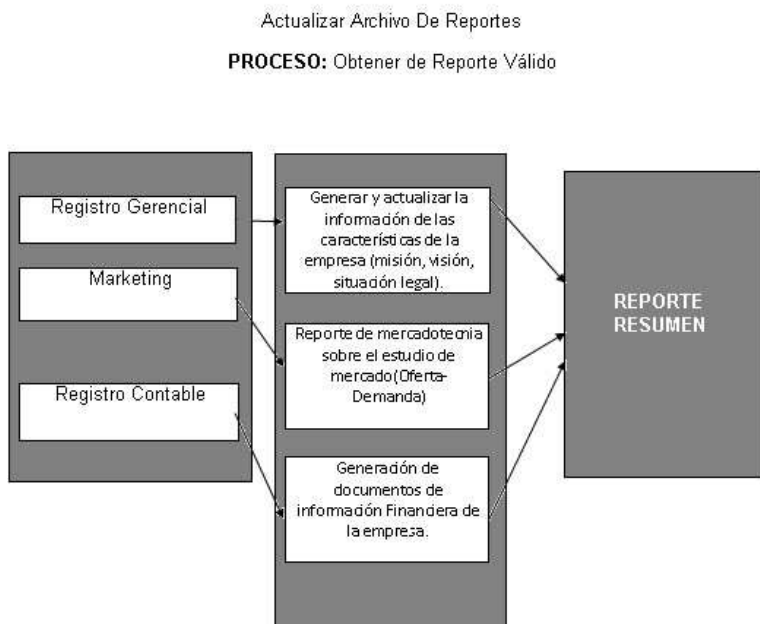 Actualizar Archivo De Reportes
PROCESO: Obtener de Reporte Válido
Registro Gerencial
Marketing
Registro Contable
Generar y actualizar la
información de las
características de la
empresa (misión, visión,
situación legal).
Reporte de mercadotecnia
sobre el estudio de
mercado(Oferta-
Demanda)
Generación de
documentos de
información Financiera de
la empresa.
REPORTE
RESUMEN